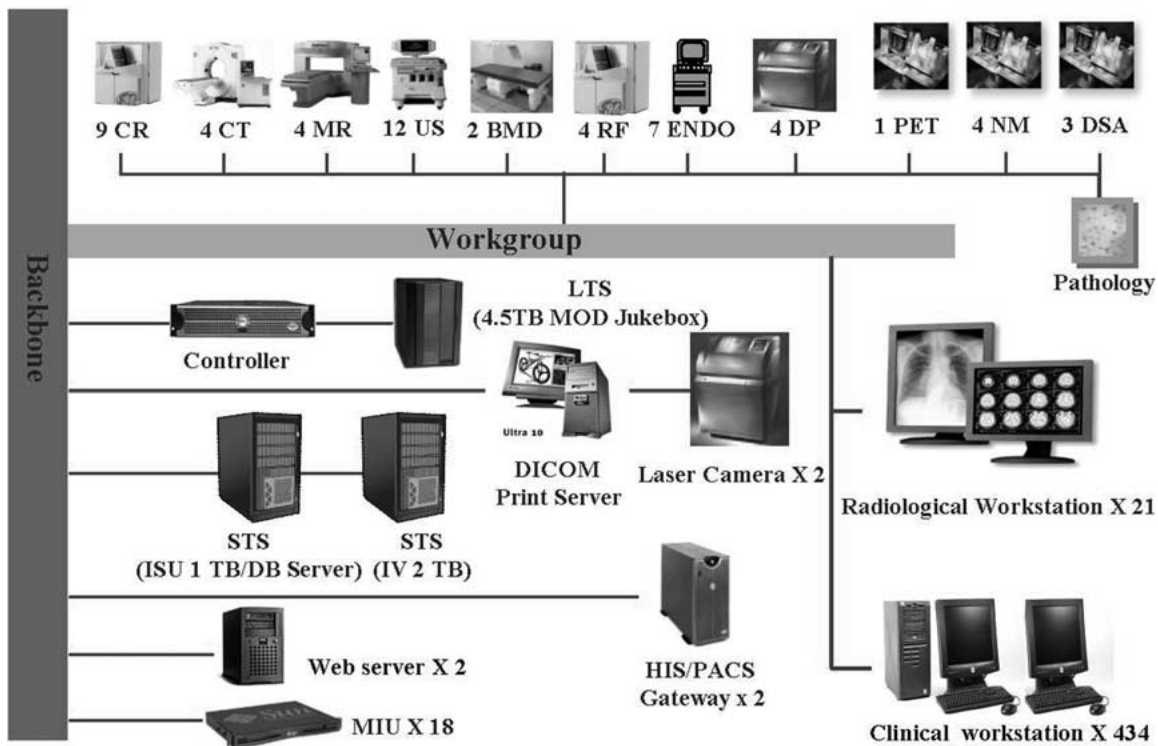 9 CR
4 CT
4 MR
12 US
2 BMD
4 RF
7 ENDO
4 DP
1 PET
4 NM
3 DSA
Backbone
Workgroup
Pathology
LTS
(4.5TB MOD Jukebox)
Controller
Ultra 10
DICOM
Print Server
Laser Camera X 2
Radiological Workstation X 21
STS
(ISU 1 TB/DB Server)
STS
(IV 2 TB)
HIS/PACS
Gateway x 2
Web server X 2
MIU X 18
Clinical workstation X 434